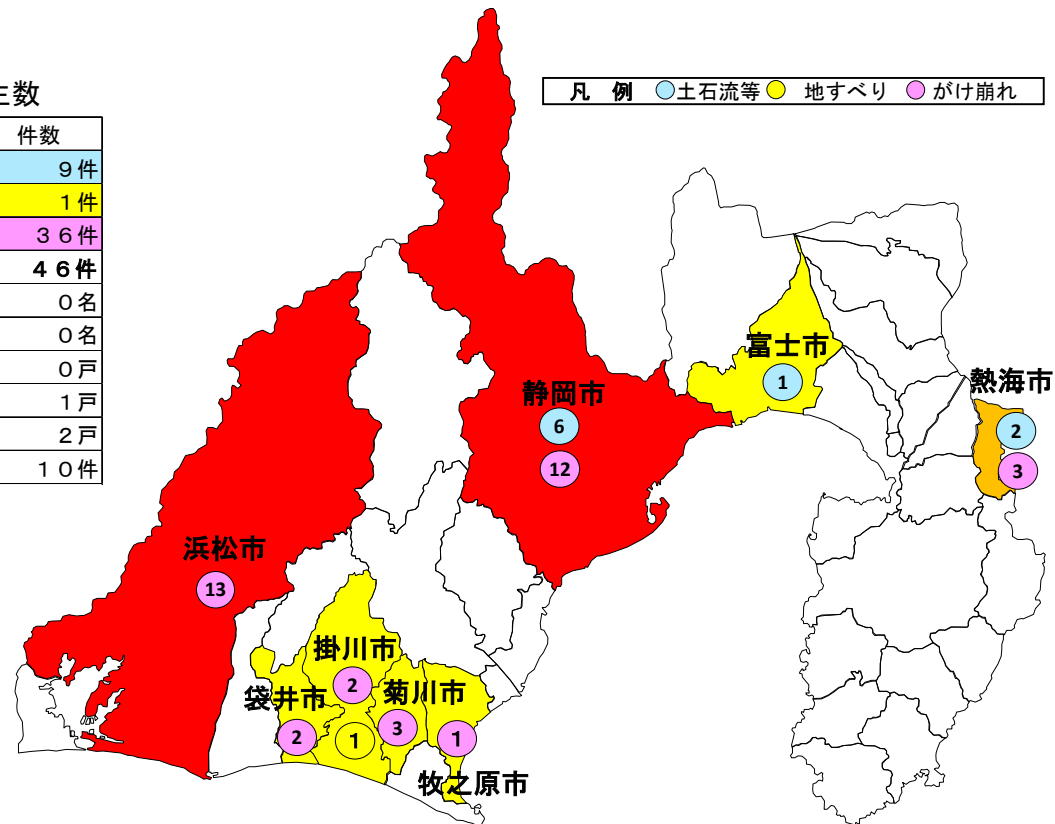 生数
件数
９件
１件
３６件
４６件
０名
０名
０戸
１戸
２戸
１０件
凡 例 土石流等 地すべり がけ崩れ
富士市
1
熱海市
2
3
静岡市
6
12
浜松市
13
掛川市
2
袋井市
2
1
菊川市
3
1
牧之原市